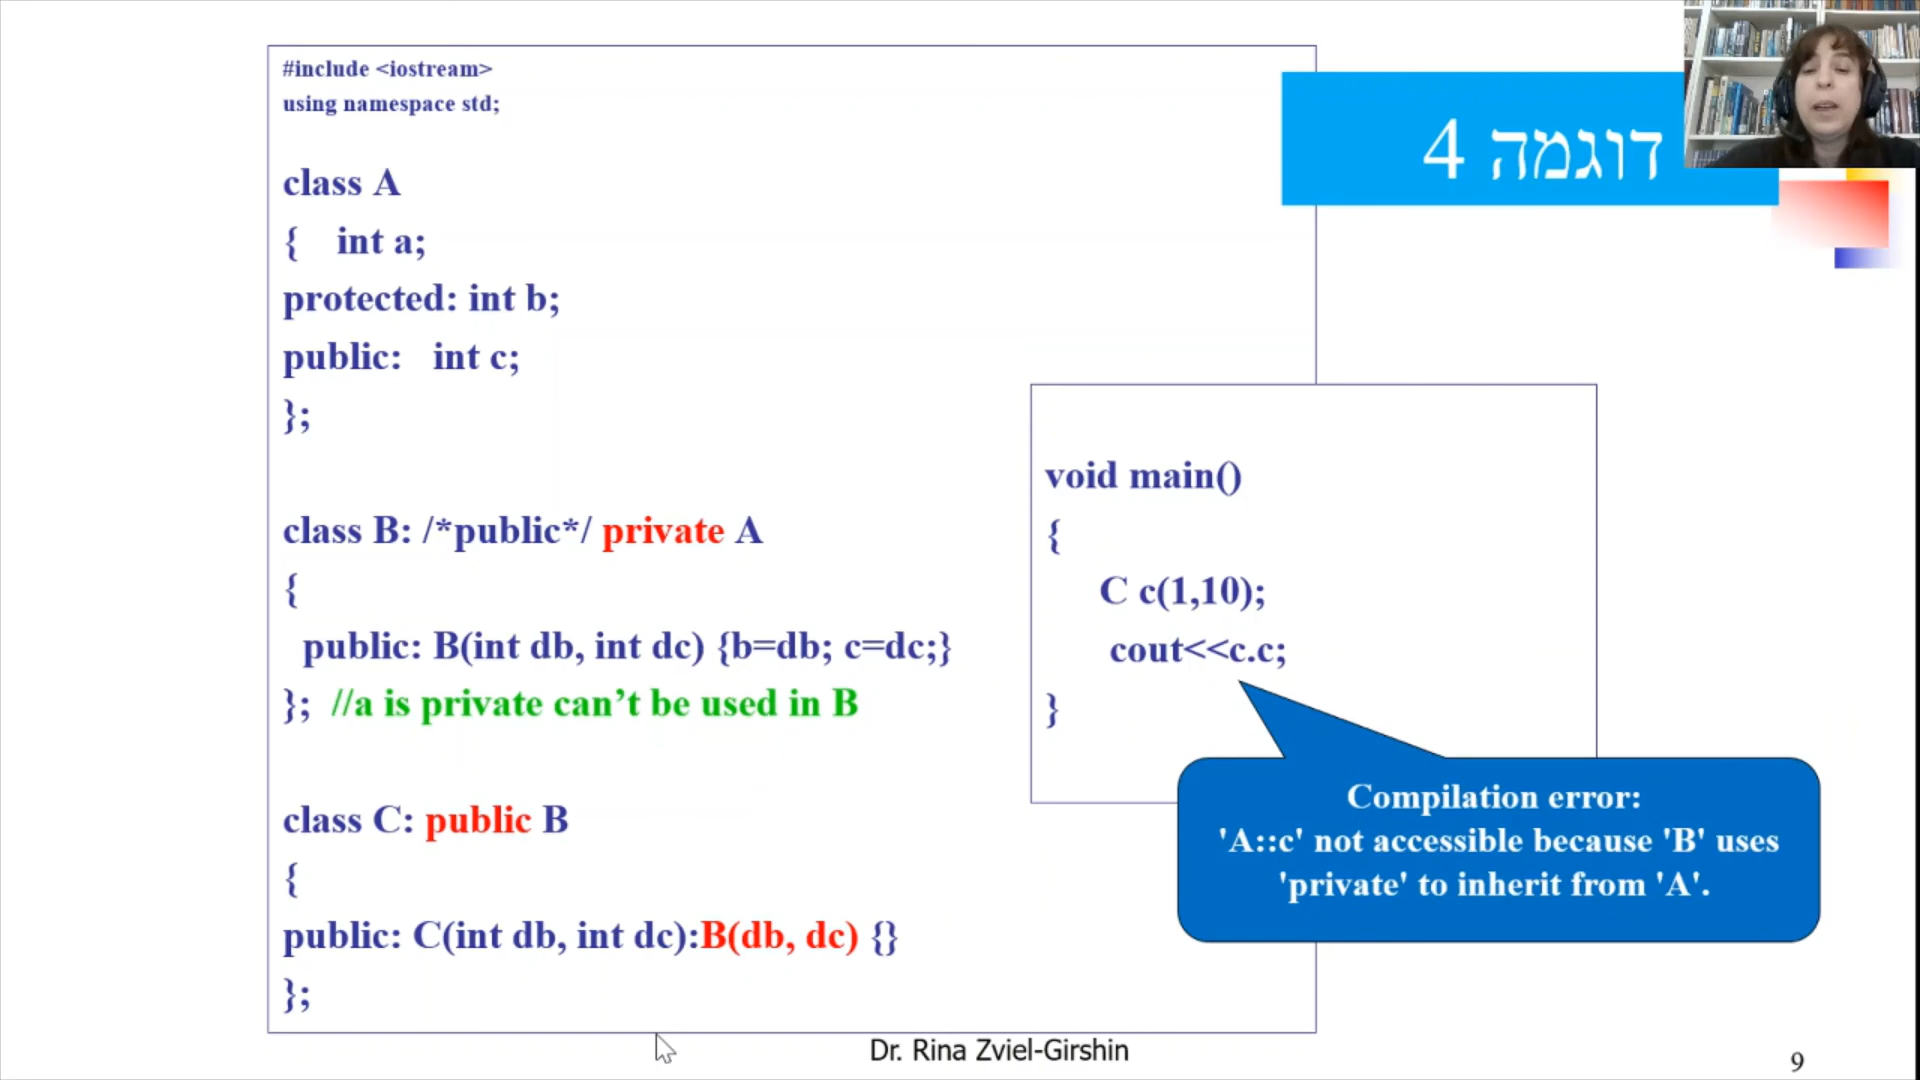 #include <iostream>
using namespace std;
class A
{ int a;
protected: int b;
public: int c;
};
class B: /*public*/ private A
{
public: B(int db, int dc) {b=db; c=dc;}
}; //a is private can’t be used in B
class C: public B
{
public: C(int db, int dc):B(db, dc) {}
};
דוגמה 4
void main()
{
C c(1,10);
cout<<c.c;
}
Compilation error:
'A::c' not accessible because 'B' uses
'private' to inherit from 'A'.
Dr. Rina Zviel-Girshin
9